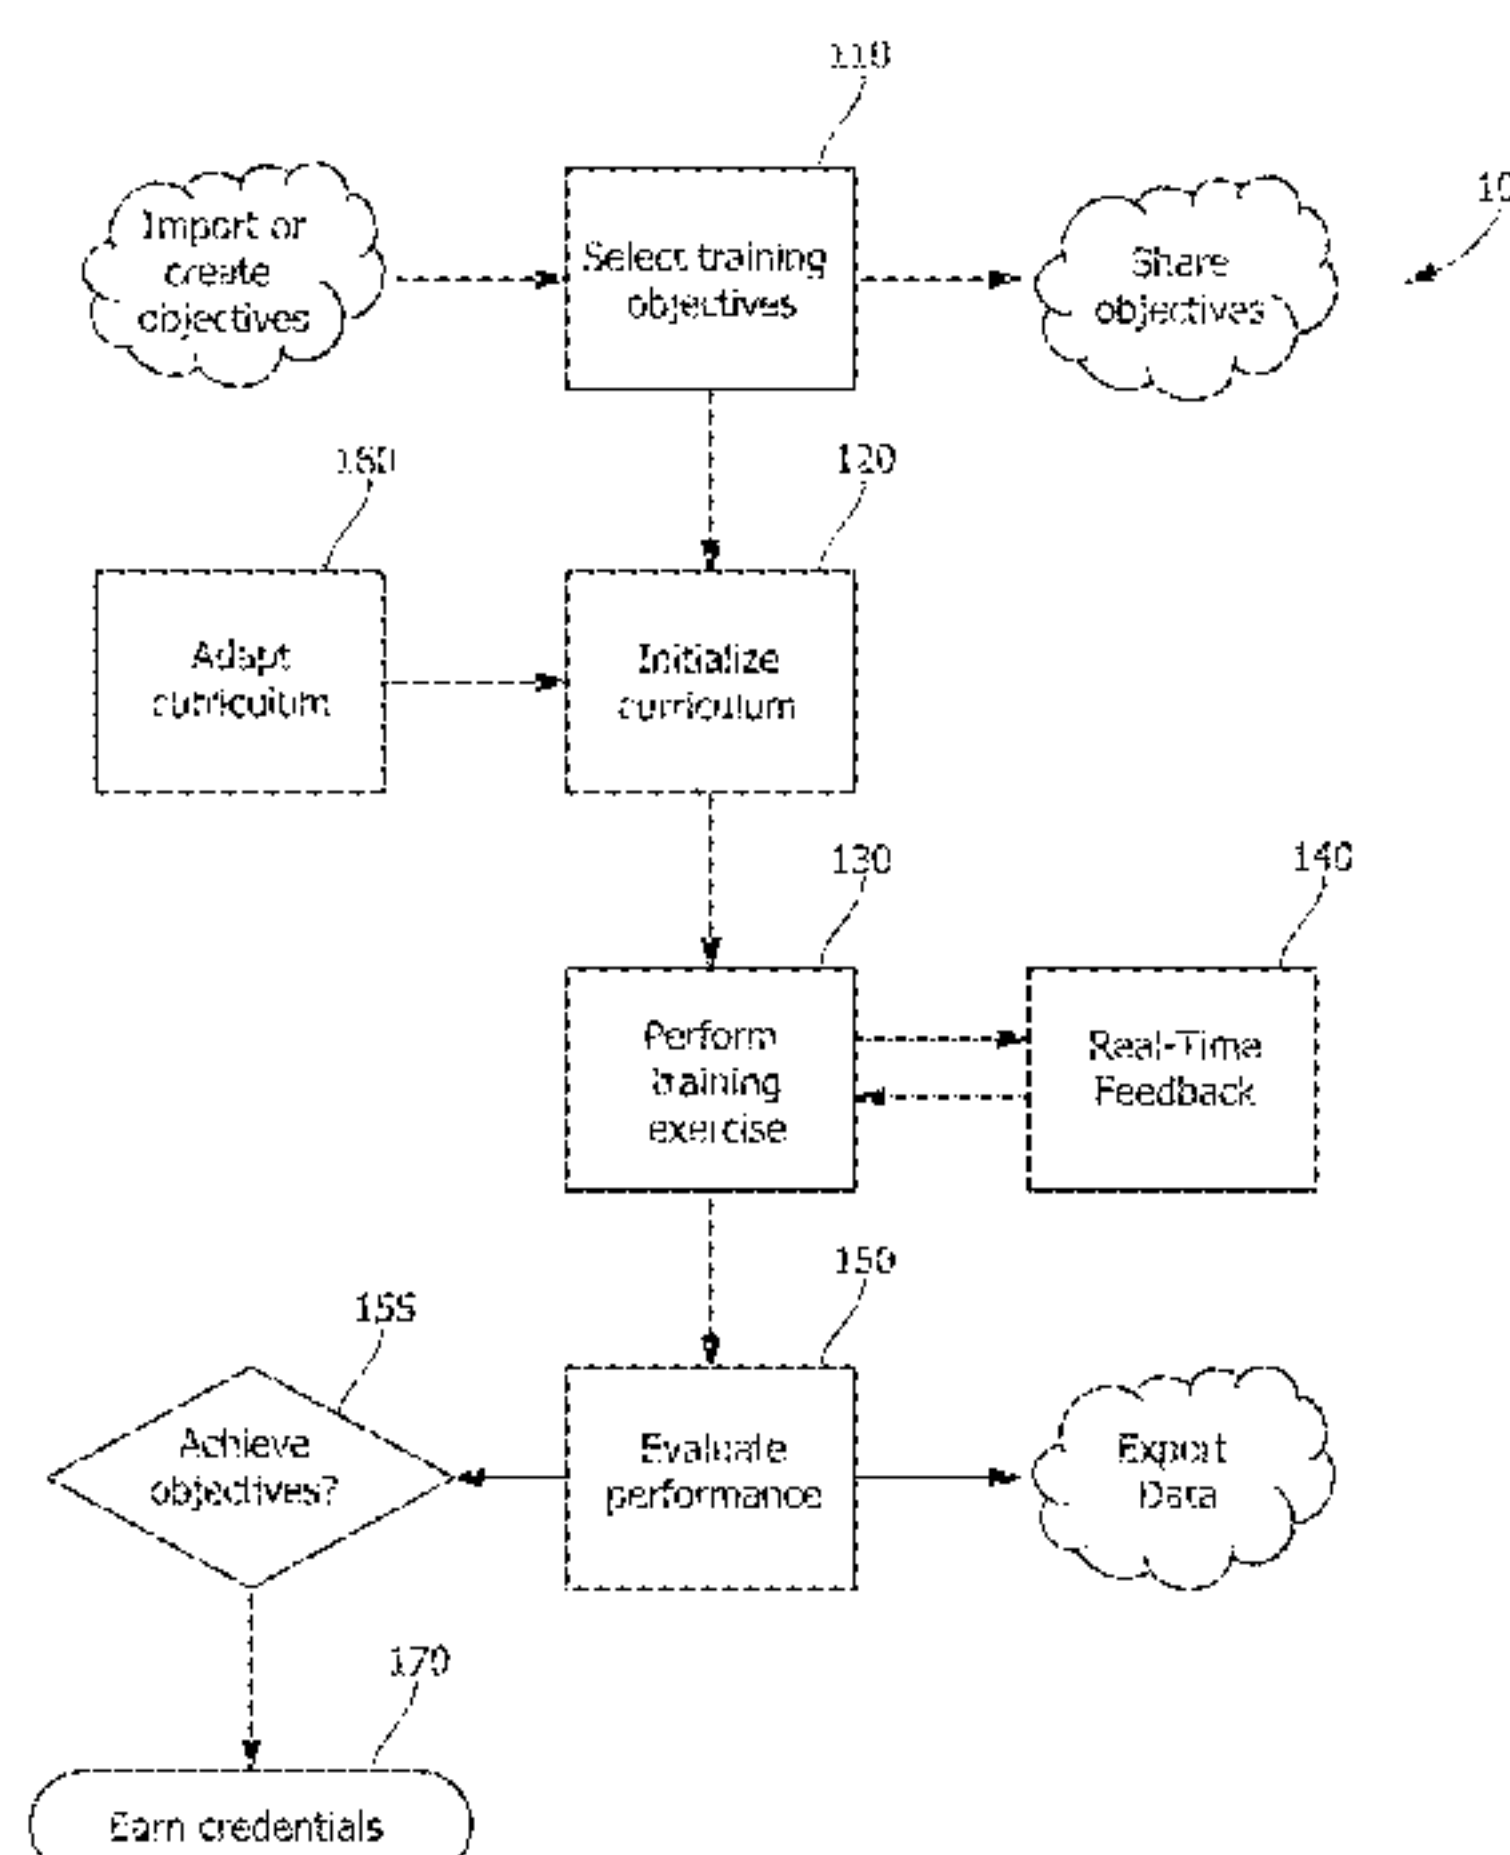 110
Import or
create
objectives
Select training
objectives
Share
objectives
10
160
120
Adapt
curriculum
Initialize
curriculum
130
140
Perform
training
exercise
Real-Time
Feedback
150
155
Achieve
objectives?
Evaluate
performance
Export
Data
170
Earn credentials